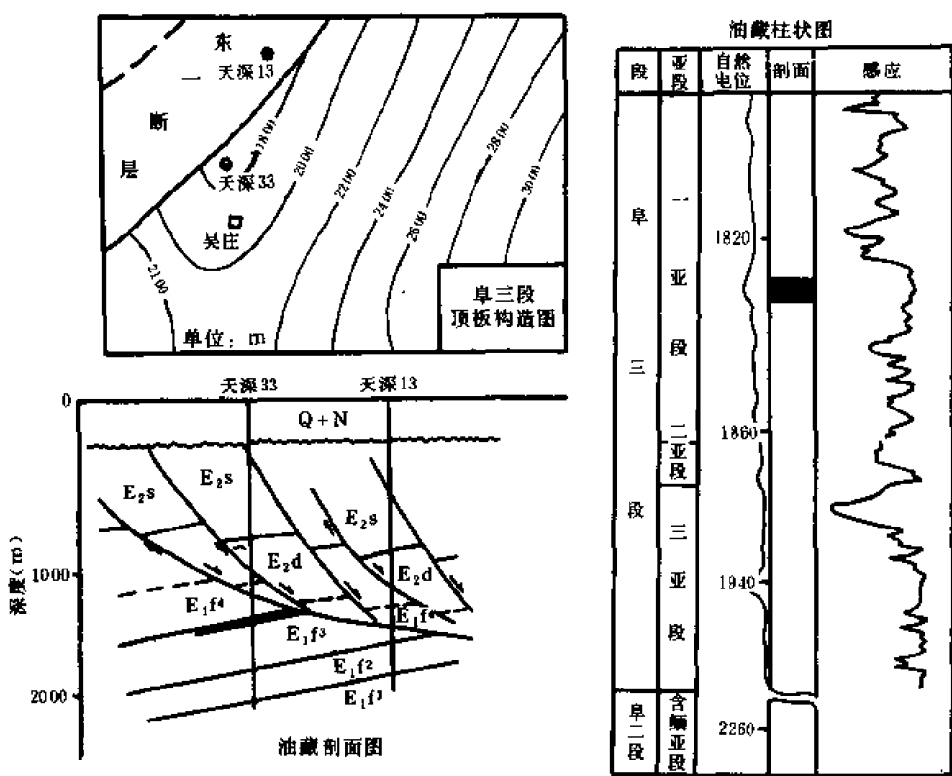 东
一
断
层
天深13
天深33
吴庄
1800
2000
2100
2200
2400
2600
2800
3000
单位：m
阜三段
顶板构造图
天深33
天深13
0
1000
2000
深度(m)
Q+N
E₂s
E₂s
E₂s
E₂d
E₂d
E₁f⁴
E₁f⁴
E₁f³
E₁f²
E₁f¹
油藏剖面图
油藏柱状图
段
亚段
自然电位
剖面
感应
阜三段
一亚段
二亚段
三亚段
1820
1860
1940
阜二段
2260